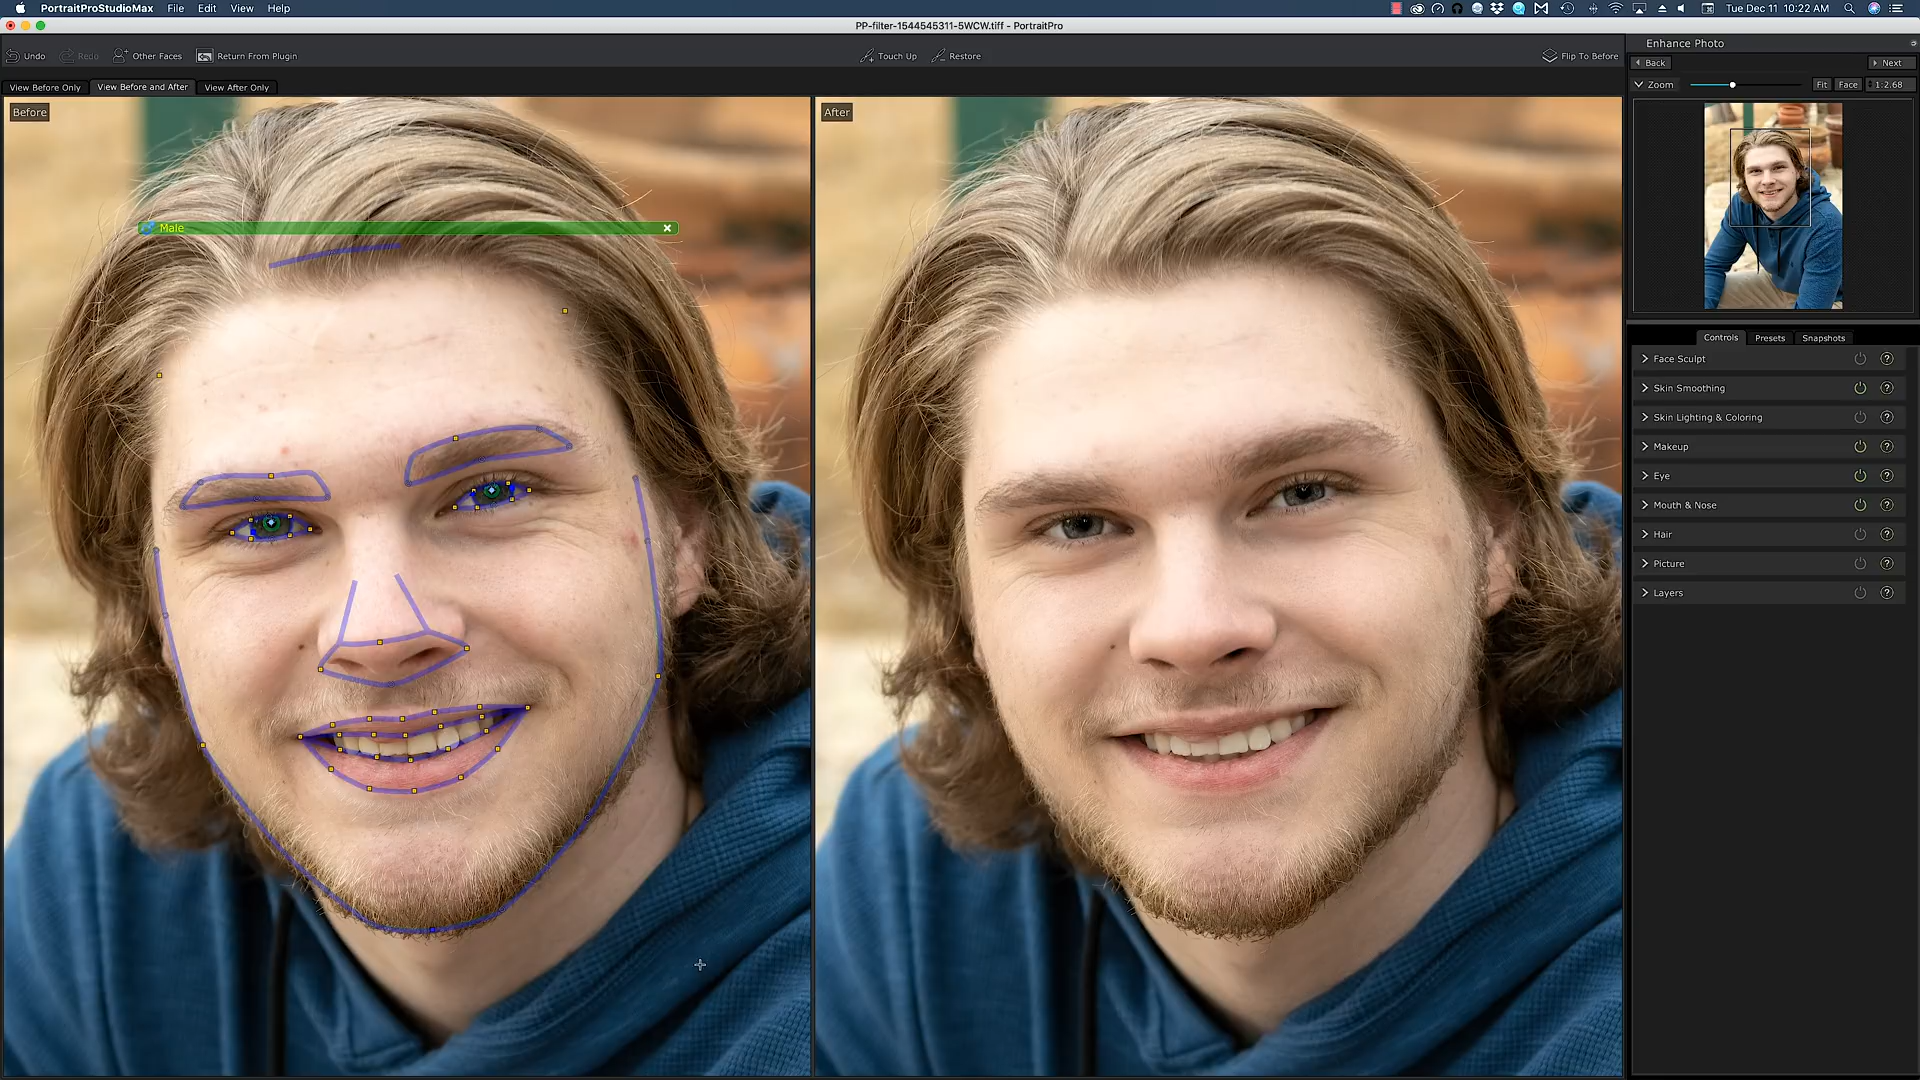 PortraitProStudioMax File Edit View Help Tue Dec 11 10:22 AM
PP-filter-1544545311-5WCW.tiff - PortraitPro
Undo Redo Other Faces Return From Plugin Touch Up Restore Flip To Before
Enhance Photo
Back Next
View Before Only View Before and After View After Only
Zoom Fit Face 1:2.68
Before
After
Male
Controls Presets Snapshots
Face Sculpt ?
Skin Smoothing ?
Skin Lighting & Coloring ?
Makeup ?
Eye ?
Mouth & Nose ?
Hair ?
Picture ?
Layers ?